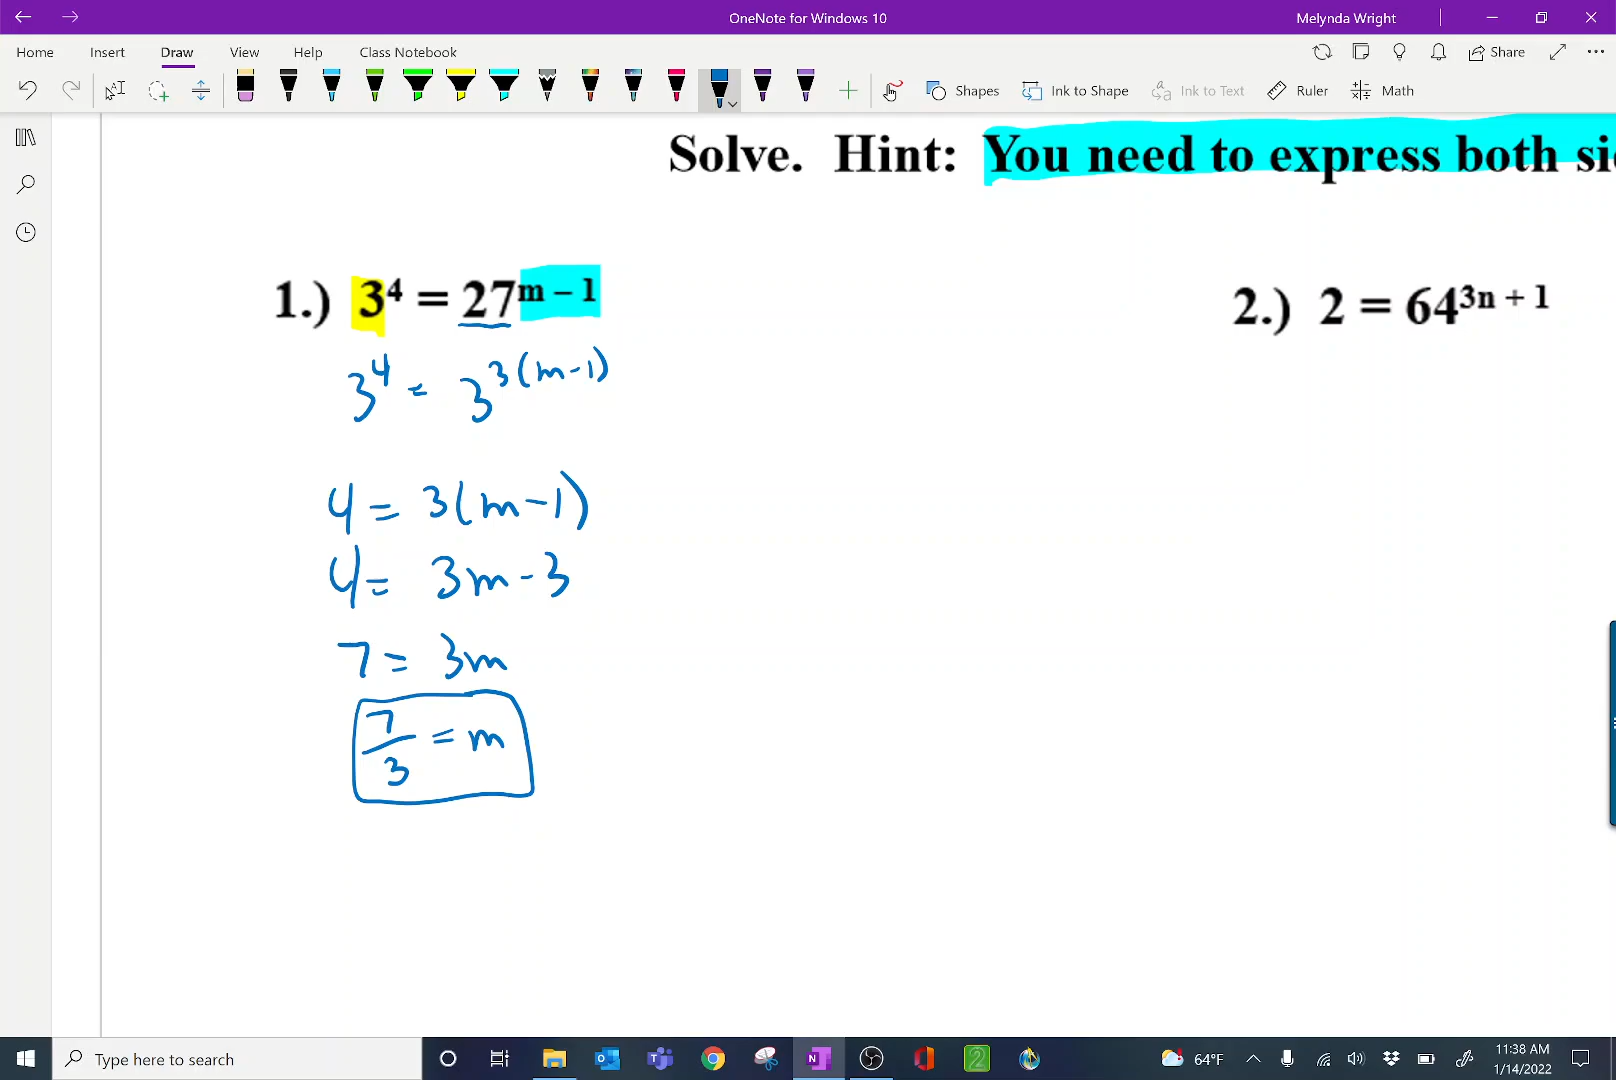 OneNote for Windows 10
Melynda Wright
Home Insert Draw View Help Class Notebook
Share
Shapes Ink to Shape Ink to Text Ruler Math
Solve. Hint: You need to express both si
1.) 3⁴ = 27^(m – 1)
3⁴ = 3^(3(m-1))
4 = 3(m-1)
4 = 3m-3
7 = 3m
7/3 = m
2.) 2 = 64^(3n + 1)
Type here to search
64°F
11:38 AM
1/14/2022